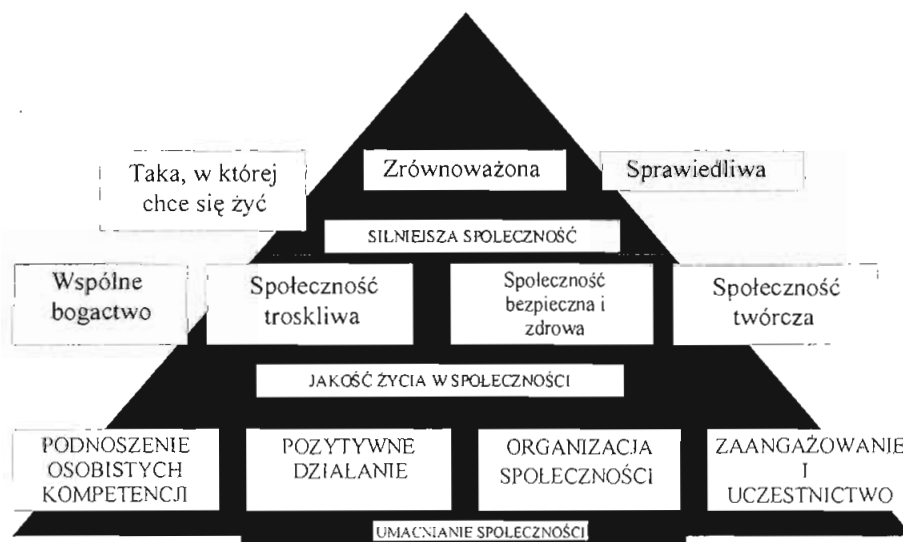 Taka, w której
chce się żyć
Zrównoważona
Sprawiedliwa
SILNIEJSZA SPOŁECZNOŚĆ
Wspólne
bogactwo
Społeczność
troskliwa
Społeczność
bezpieczna i
zdrowa
Społeczność
twórcza
JAKOŚĆ ŻYCIA W SPOŁECZNOŚCI
PODNOSZENIE
OSOBISTYCH
KOMPETENCJI
POZYTYWNE
DZIAŁANIE
ORGANIZACJA
SPOŁECZNOŚCI
ZAANGAŻOWANIE
I
UCZESTNICTWO
UMACNIANIE SPOŁECZNOŚCI